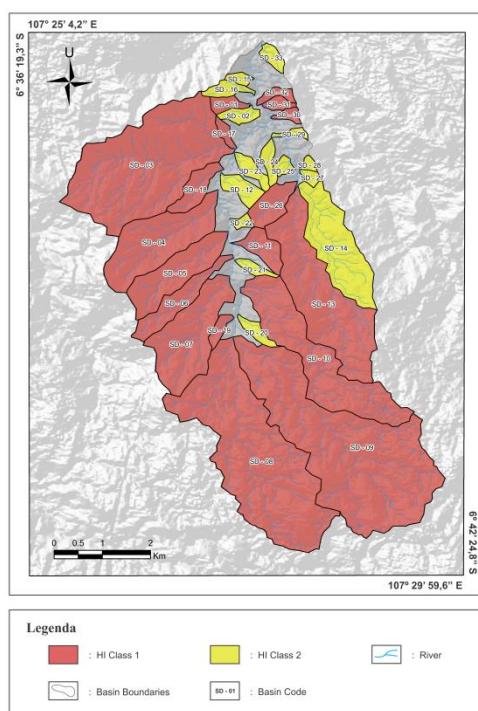 107° 25' 4,2" E
6° 36' 19,3" S
U
SD - 33
SD - 15
SD - 16
SD - 32
SD - 01
SD - 31
SD - 30
SD - 02
SD - 17
SD - 03
SD - 24
SD - 23
SD - 25
SD - 27
SD - 18
SD - 12
SD - 26
SD - 22
SD - 14
SD - 04
SD - 11
SD - 05
SD - 21
SD - 06
SD - 13
SD - 19
SD - 20
SD - 07
SD - 10
SD - 09
SD - 08
0 0.5 1 2
Km
6° 42' 24,8" S
107° 29' 59,6" E
Legenda
: HI Class 1
: HI Class 2
: River
: Basin Boundaries
SD - 01
: Basin Code